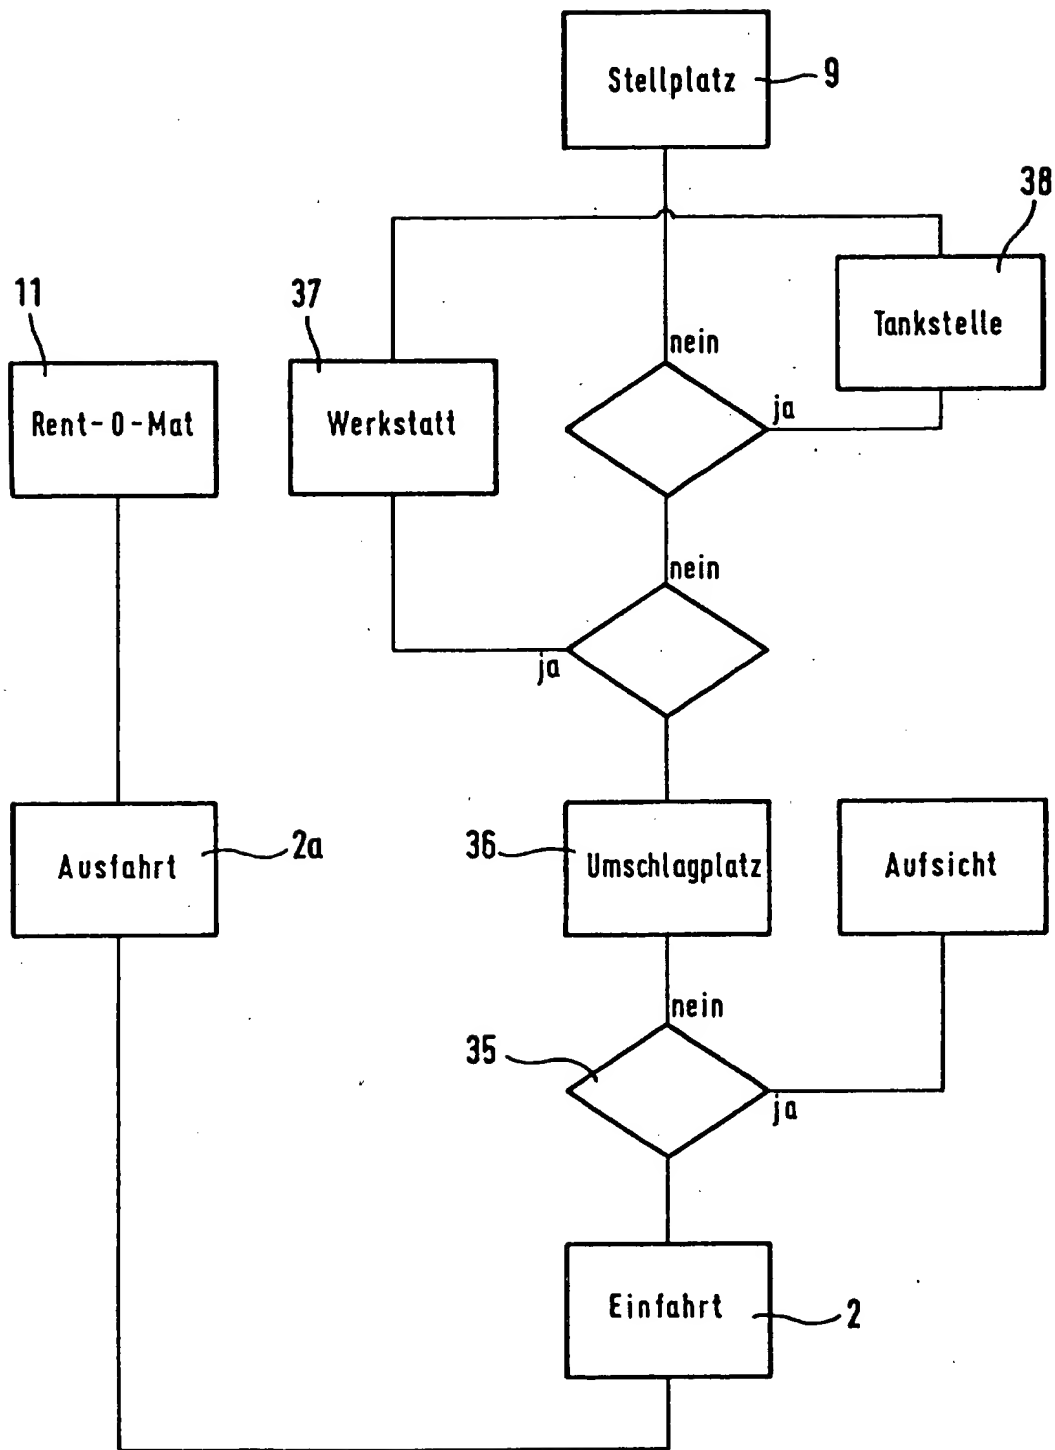 Stellplatz
9
38
Tankstelle
11
37
nein
Rent-O-Mat
Werkstatt
ja
nein
ja
Ausfahrt
2a
36
Umschlagplatz
Aufsicht
nein
35
ja
Einfahrt
2